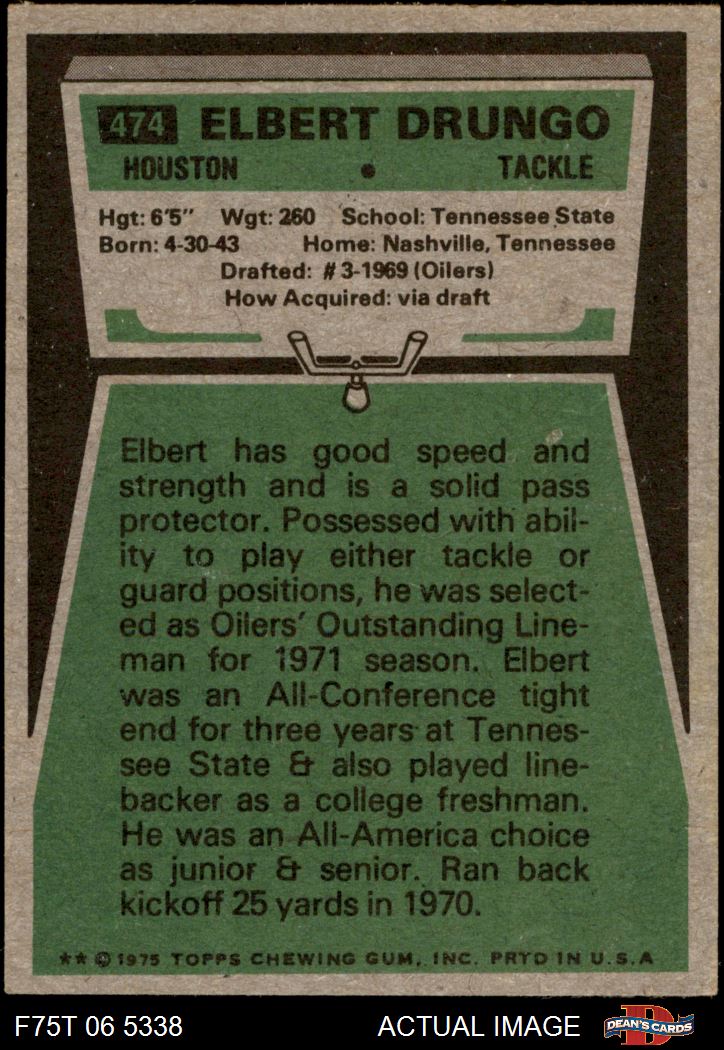 474 ELBERT DRUNGO
HOUSTON • TACKLE
Hgt: 6'5" Wgt: 260 School: Tennessee State
Born: 4-30-43 Home: Nashville, Tennessee
Drafted: #3-1969 (Oilers)
How Acquired: via draft
Elbert has good speed and
strength and is a solid pass
protector. Possessed with abil-
ity to play either tackle or
guard positions, he was select-
ed as Oilers' Outstanding Line-
man for 1971 season. Elbert
was an All-Conference tight
end for three years at Tennes-
see State & also played line-
backer as a college freshman.
He was an All-America choice
as junior & senior. Ran back
kickoff 25 yards in 1970.
** © 1975 TOPPS CHEWING GUM, INC. PRTD IN U.S.A
F75T 06 5338 ACTUAL IMAGE DEAN'S CARDS